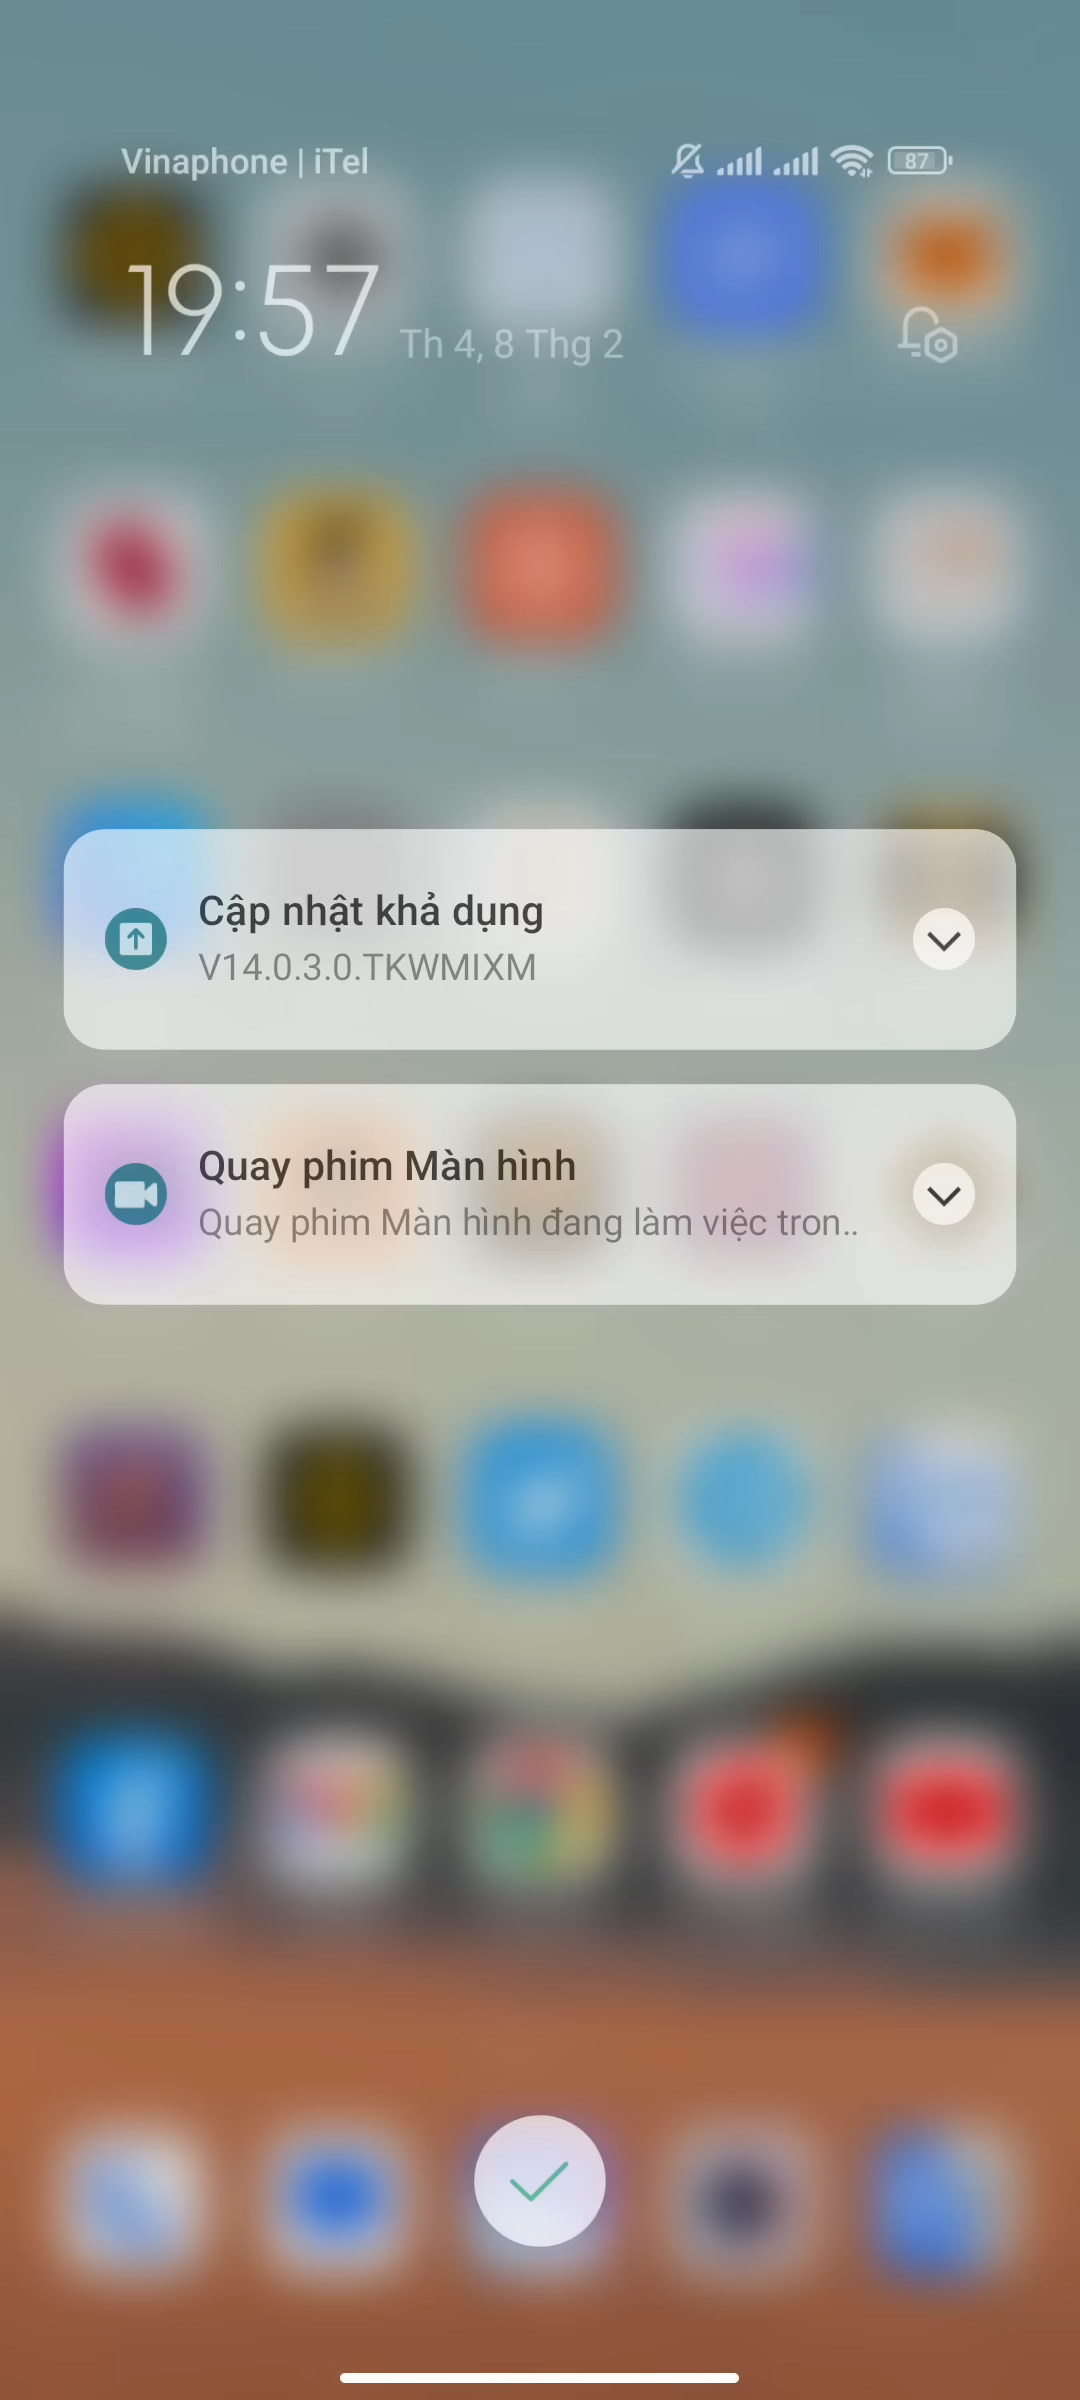 Vinaphone | iTel
87
19:57 Th 4, 8 Thg 2
Cập nhật khả dụng
V14.0.3.0.TKWMIXM
Quay phim Màn hình
Quay phim Màn hình đang làm việc tron..